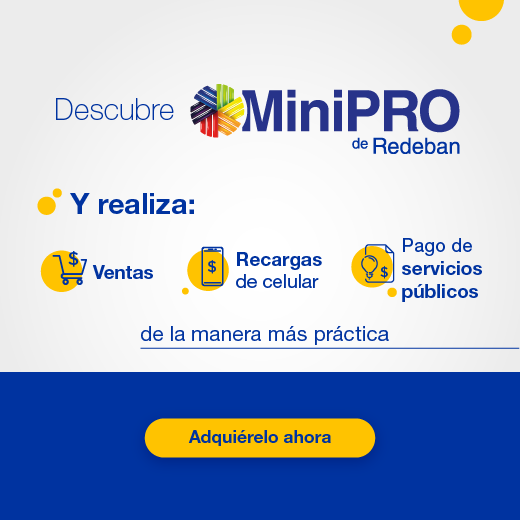 Descubre MiniPRO
de Redeban
Y realiza:
$ Ventas
$ Recargas
de celular
Pago de
servicios
públicos
$
de la manera más práctica
Adquiérelo ahora